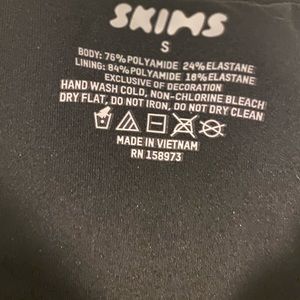 SKIMS
S
BODY: 76% POLYAMIDE 24% ELASTANE
LINING: 84% POLYAMIDE 16% ELASTANE
EXCLUSIVE OF DECORATION
HAND WASH COLD, NON-CHLORINE BLEACH
DRY FLAT, DO NOT IRON, DO NOT DRY CLEAN
MADE IN VIETNAM
RN 158973